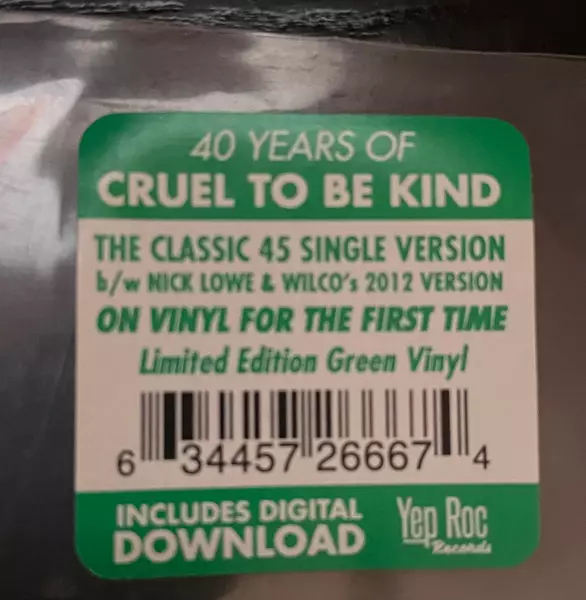 40 YEARS OF
CRUEL TO BE KIND
THE CLASSIC 45 SINGLE VERSION
b/w NICK LOWE & WILCO's 2012 VERSION
ON VINYL FOR THE FIRST TIME
Limited Edition Green Vinyl
6 34457 26667 4
INCLUDES DIGITAL
DOWNLOAD
Yep Roc
Records